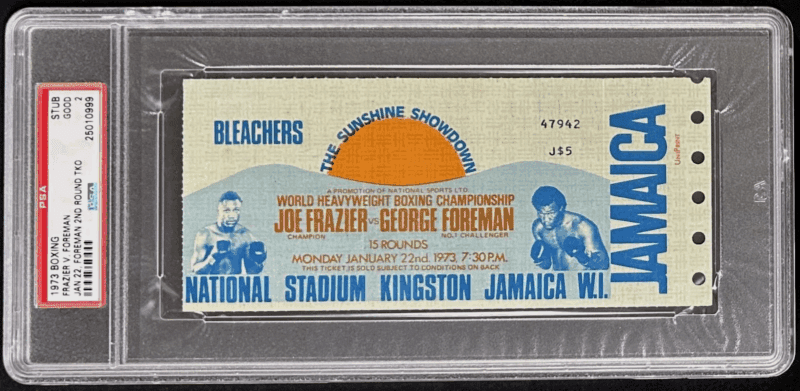 1973 BOXING
FRAZIER V. FOREMAN
JAN 22, FOREMAN 2ND ROUND TKO
PSA
STUB
GOOD 2
25010999
PSA
BLEACHERS
THE SUNSHINE SHOWDOWN
47942
J$5
A PROMOTION OF NATIONAL SPORTS LTD.
WORLD HEAVYWEIGHT BOXING CHAMPIONSHIP
JOE FRAZIER VS GEORGE FOREMAN
CHAMPION NO.1 CHALLENGER
15 ROUNDS
MONDAY JANUARY 22nd. 1973, 7:30 P.M.
THIS TICKET IS SOLD SUBJECT TO CONDITIONS ON BACK
NATIONAL STADIUM KINGSTON JAMAICA W.I.
JAMAICA
UniPrint